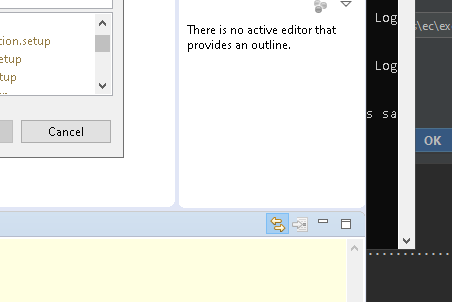 There is no active editor that
provides an outline.
tion.setup
etup
tup
Cancel
Log
s\ec\ex
Log
s sa
OK